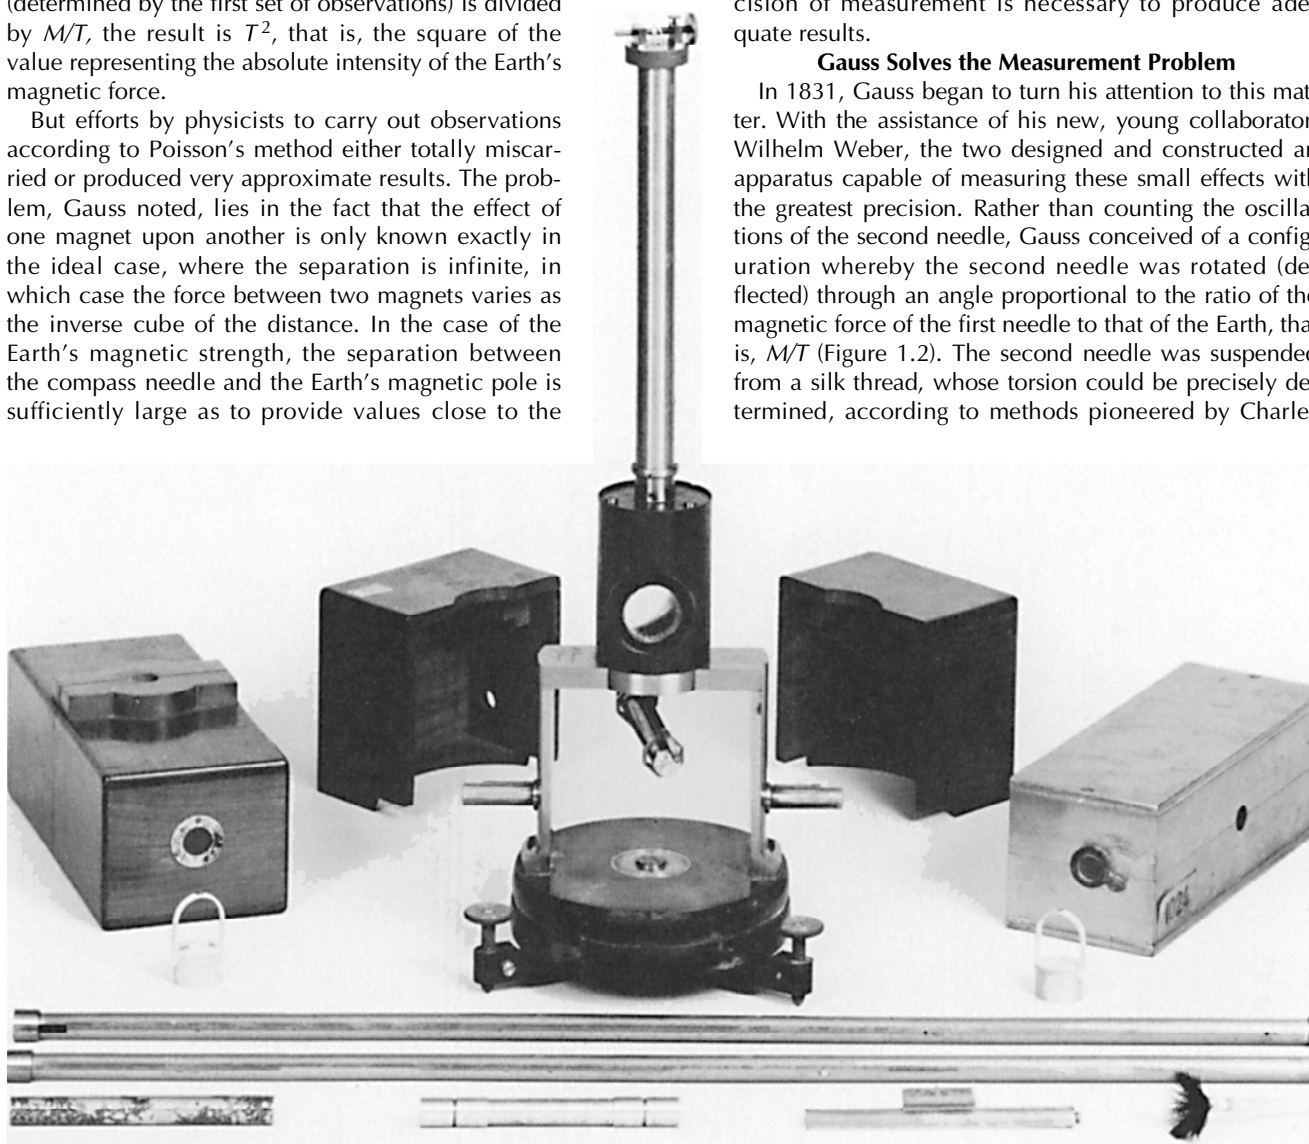 (determined by the first set of observations) is divided
by M/T, the result is T², that is, the square of the
value representing the absolute intensity of the Earth’s
magnetic force.
But efforts by physicists to carry out observations
according to Poisson’s method either totally miscar-
ried or produced very approximate results. The prob-
lem, Gauss noted, lies in the fact that the effect of
one magnet upon another is only known exactly in
the ideal case, where the separation is infinite, in
which case the force between two magnets varies as
the inverse cube of the distance. In the case of the
Earth’s magnetic strength, the separation between
the compass needle and the Earth’s magnetic pole is
sufficiently large as to provide values close to the
cision of measurement is necessary to produce ade
quate results.
Gauss Solves the Measurement Problem
In 1831, Gauss began to turn his attention to this mat
ter. With the assistance of his new, young collaborator
Wilhelm Weber, the two designed and constructed a
apparatus capable of measuring these small effects with
the greatest precision. Rather than counting the oscilla
tions of the second needle, Gauss conceived of a config
uration whereby the second needle was rotated (de
flected) through an angle proportional to the ratio of the
magnetic force of the first needle to that of the Earth, tha
is, M/T (Figure 1.2). The second needle was suspended
from a silk thread, whose torsion could be precisely de
termined, according to methods pioneered by Charle